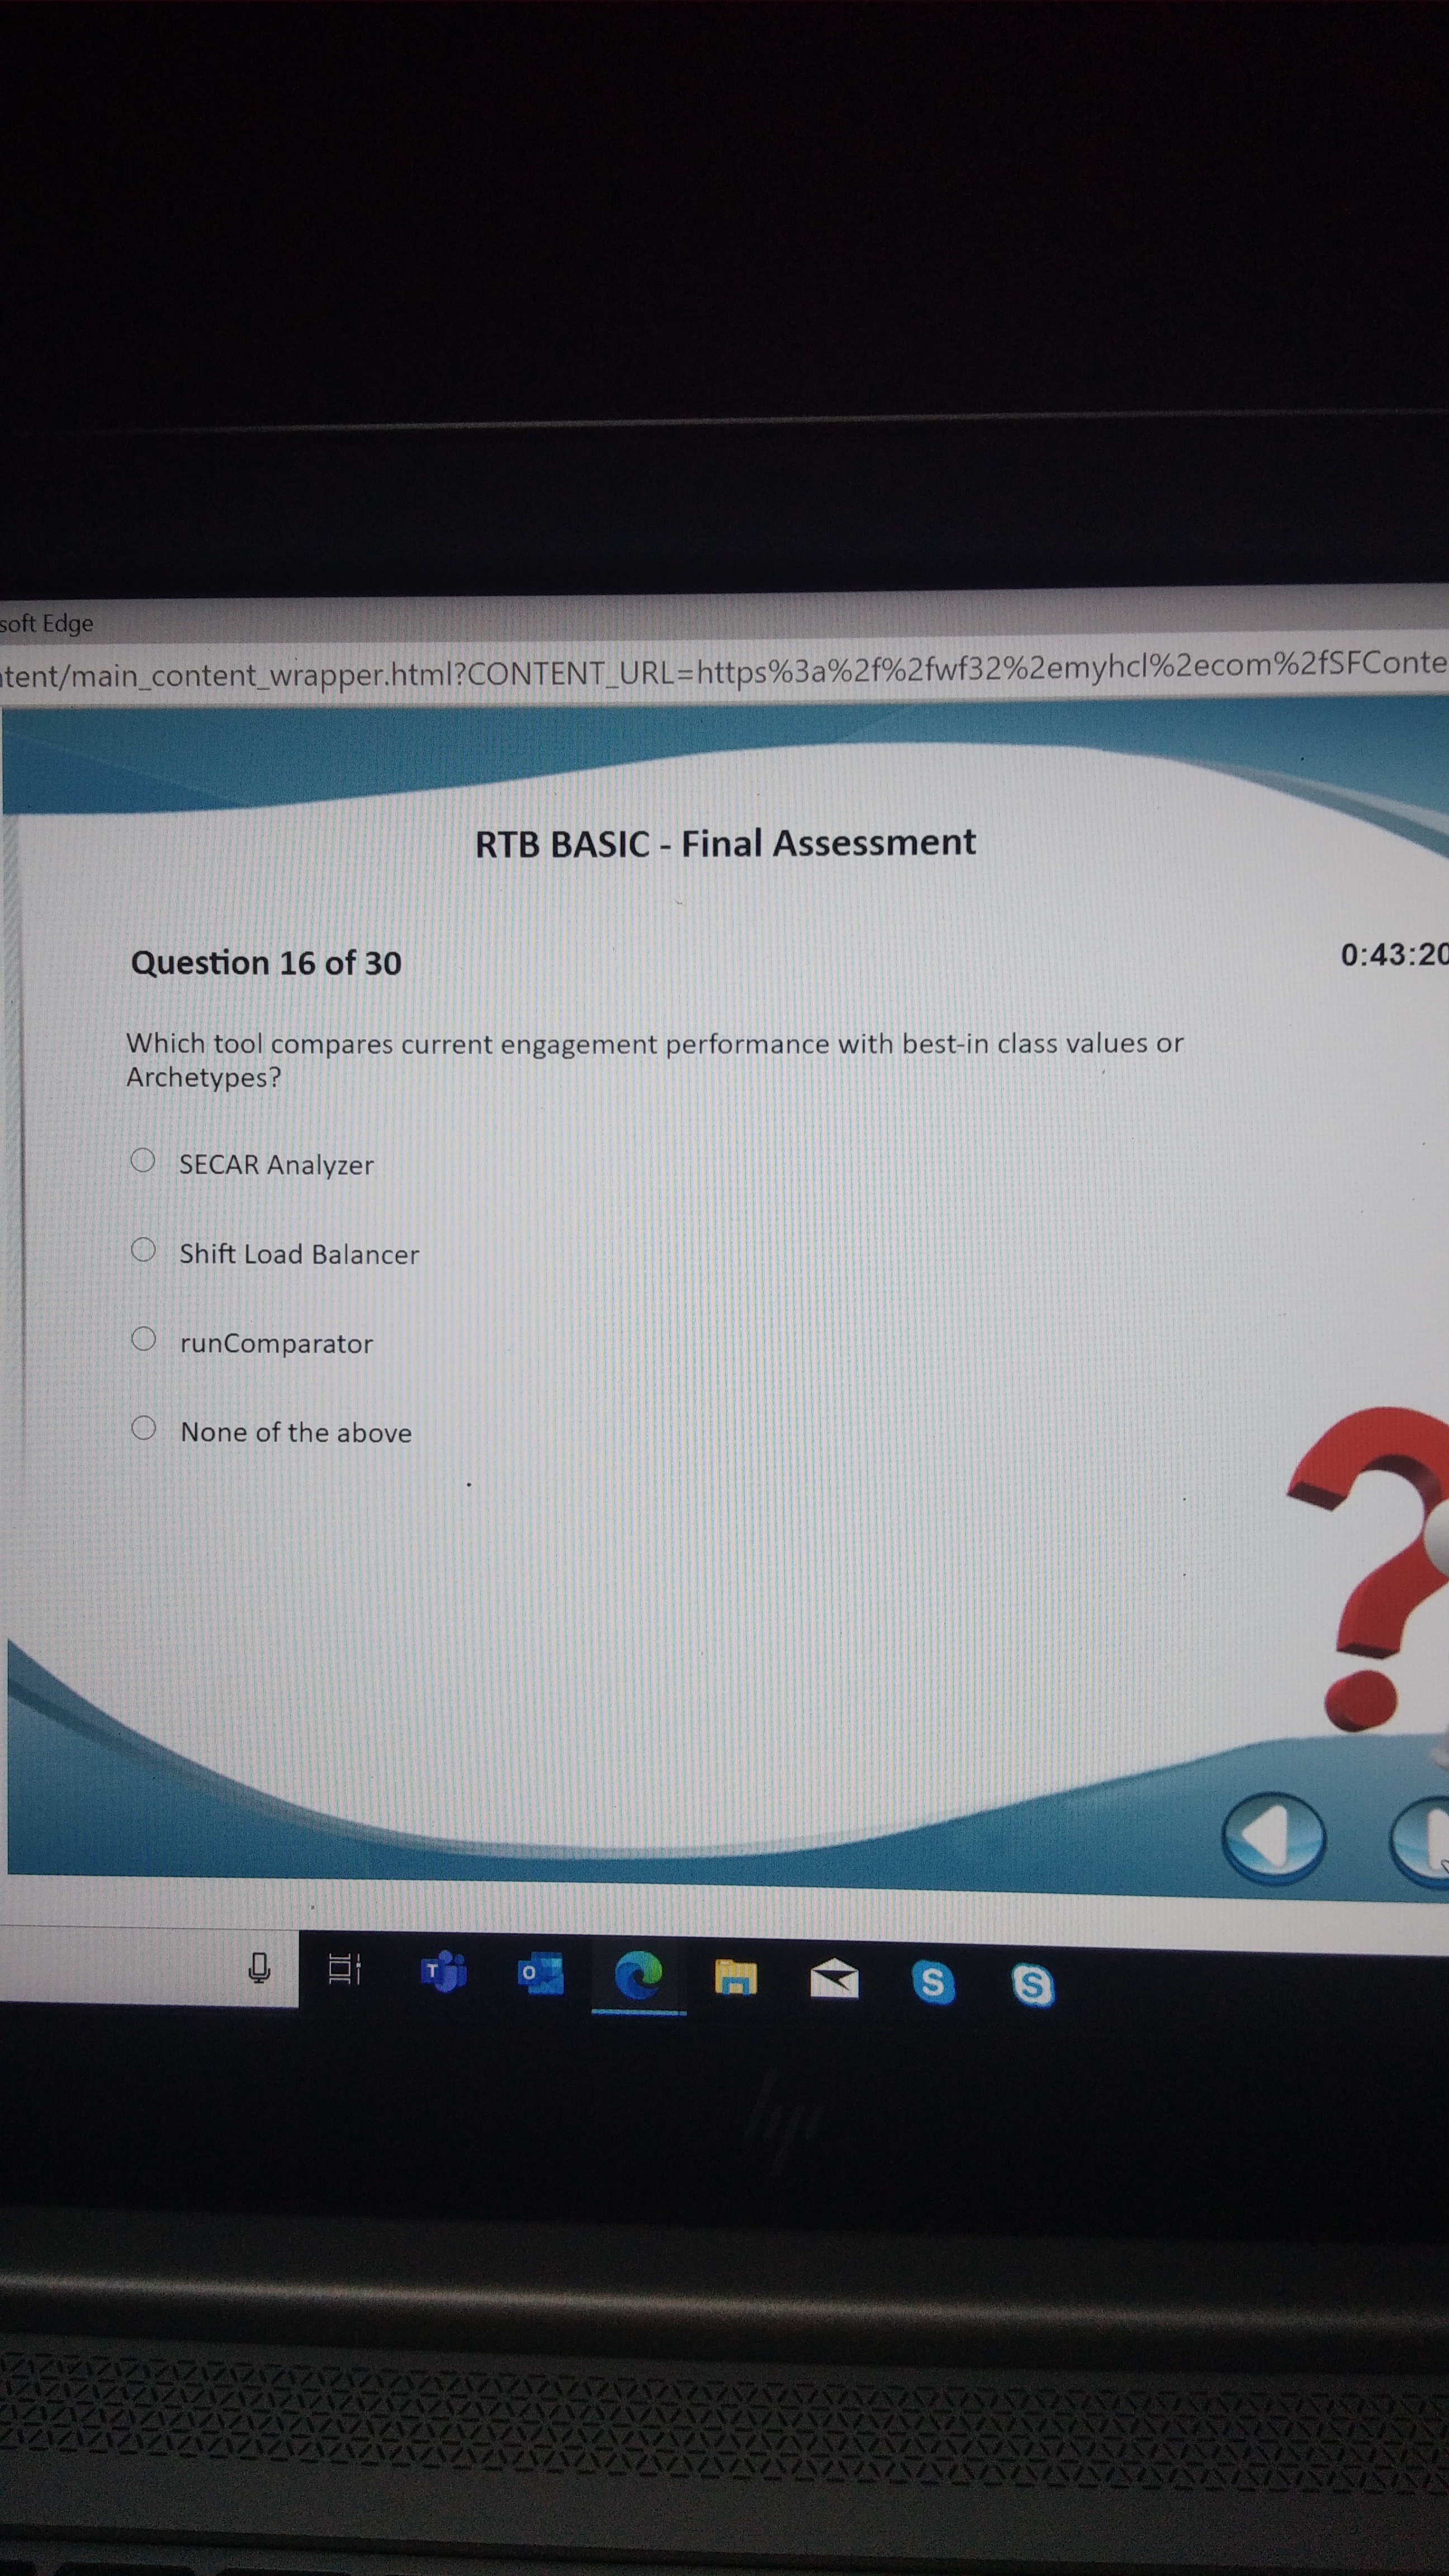 soft Edge
tent/main_content_wrapper.html?CONTENT_URL=https%3a%2f%2fwf32%2emyhcl%2ecom%2fSFConte
RTB BASIC - Final Assessment
Question 16 of 30
0:43:20
Which tool compares current engagement performance with best-in class values or
Archetypes?
SECAR Analyzer
Shift Load Balancer
runComparator
None of the above
?
T
O
S
S
hp